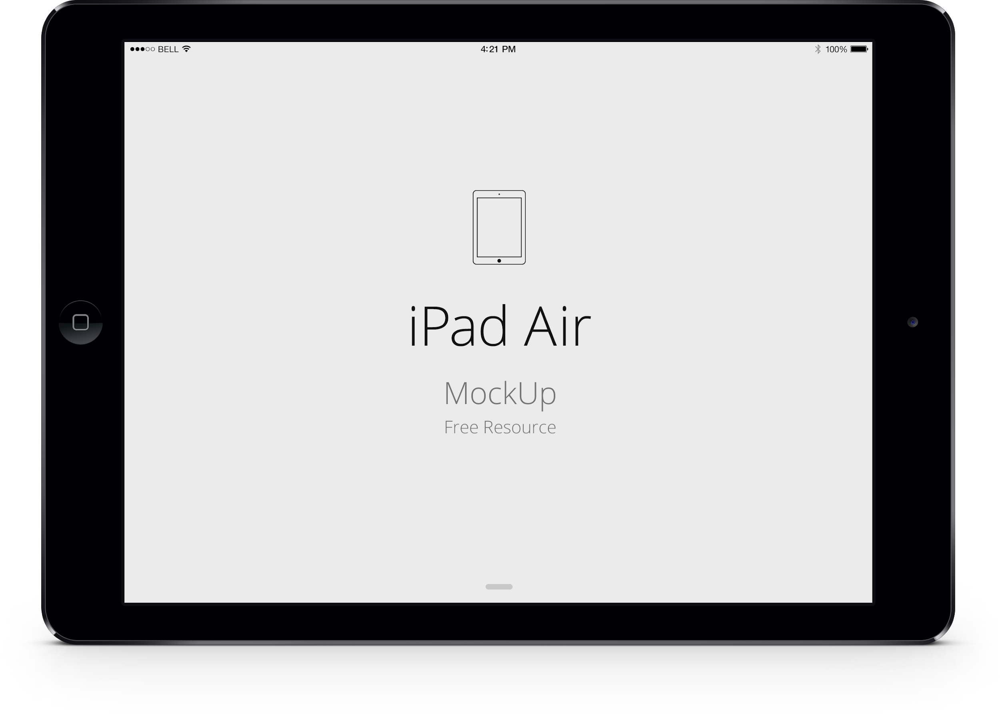 BELL 4:21 PM 100%
iPad Air
MockUp
Free Resource